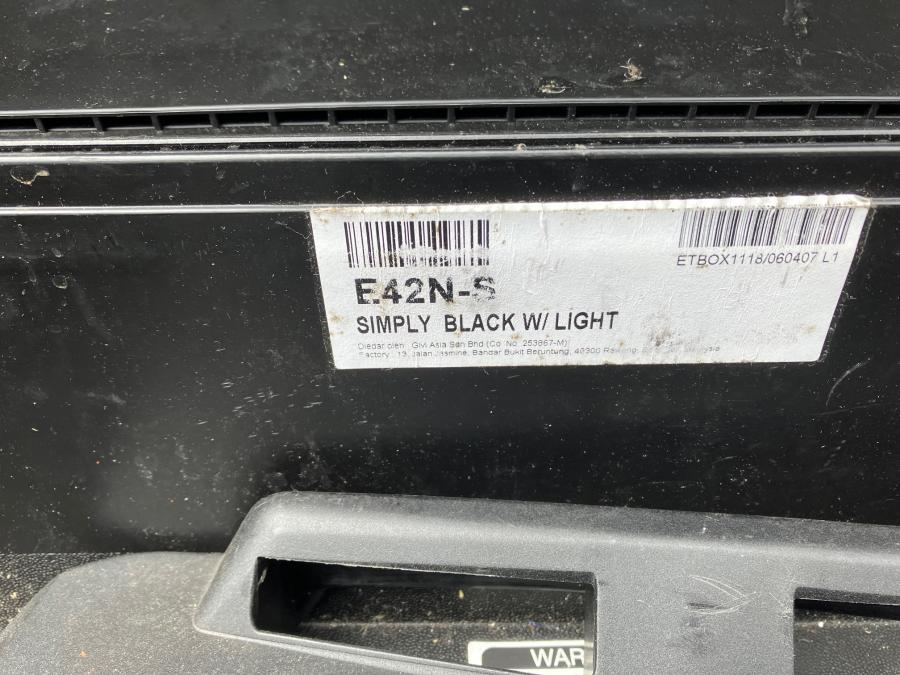 ETBOX1118/060407 L1
E42N-S
SIMPLY BLACK W/ LIGHT
Diedar oleh : Givi Asia Sdn Bhd (Co. No. 253867-M)
Factory : 13, Jalan Jasmine, Bandar Bukit Beruntung, 48300
WAR